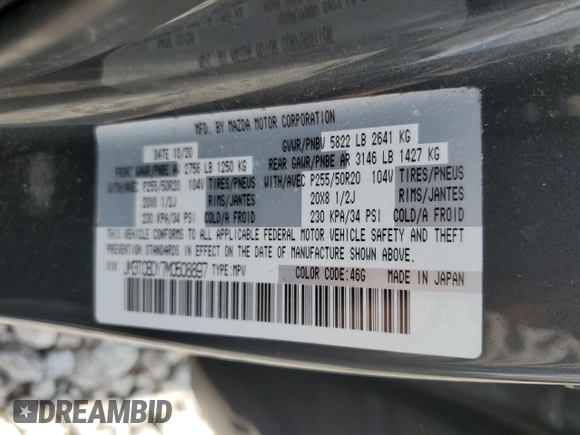 MFD. BY MAZDA MOTOR CORPORATION
DATE 10/20 GVWR/PNBV 5822 LB 2641 KG
FRONT GAWR/PNBE AV 2756 LB 1250 KG REAR GAWR/PNBE AR 3146 LB 1427 KG
WITH/AVEC P255/50R20 104V TIRES/PNEUS WITH/AVEC P255/50R20 104V TIRES/PNEUS
20X8 1/2J RIMS/JANTES 20X8 1/2J RIMS/JANTES
230 KPA/34 PSI COLD/A FROID 230 KPA/34 PSI COLD/A FROID
THIS VEHICLE CONFORMS TO ALL APPLICABLE FEDERAL MOTOR VEHICLE SAFETY AND THEFT
PREVENTION STANDARDS IN EFFECT ON THE DATE OF MANUFACTURE SHOWN ABOVE.
VIN: JM3TCBDY7M0508897 TYPE:MPV COLOR CODE:46G MADE IN JAPAN
DREAMBID